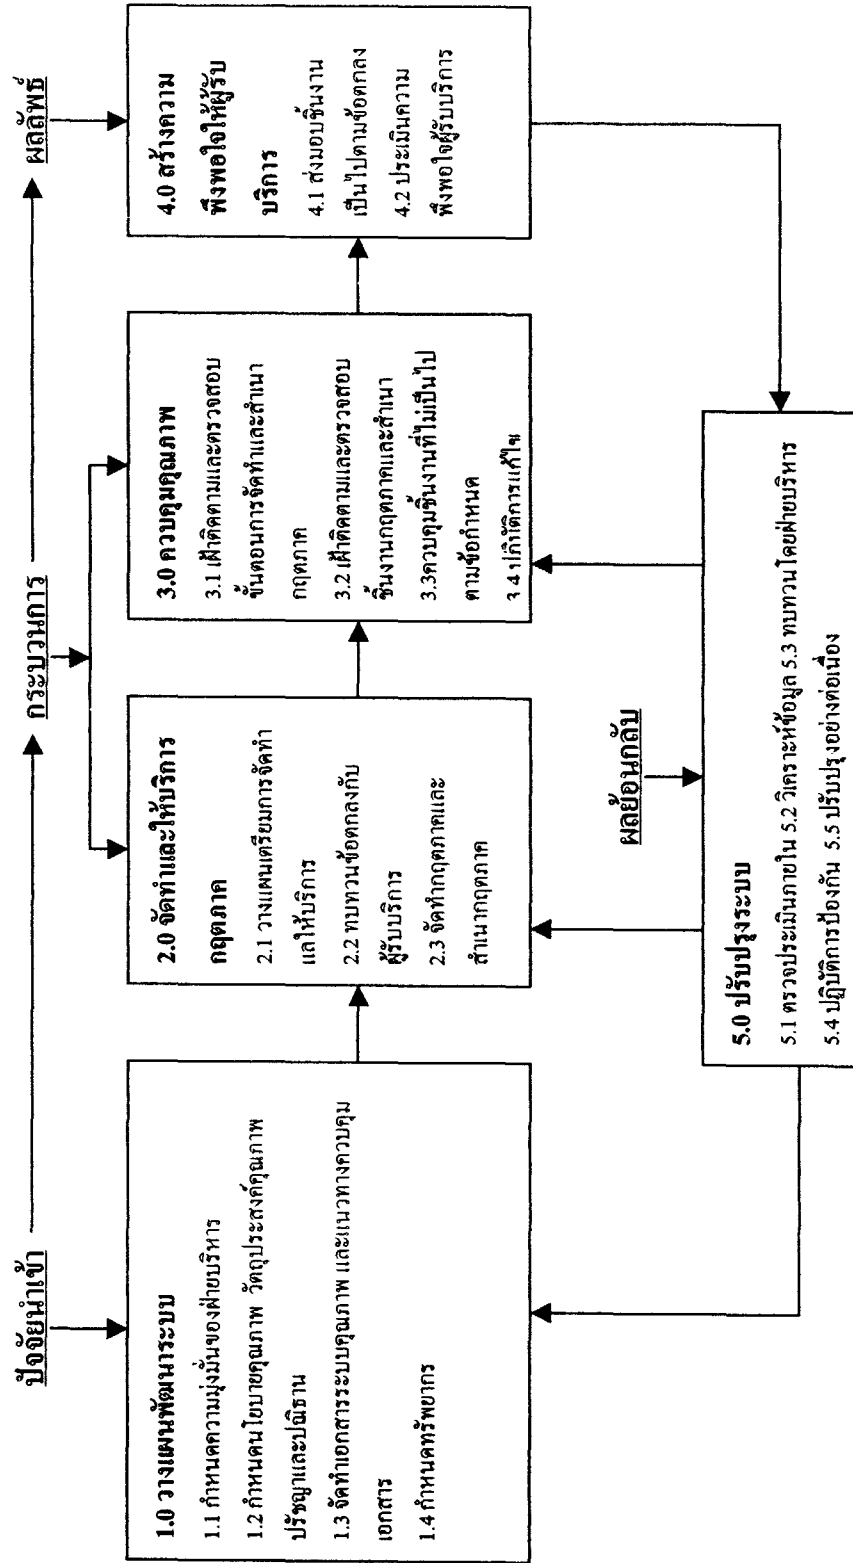 ปัจจัยนำเข้า
กระบวนการ
ผลลัพธ์
1.0 วางแผนพัฒนาระบบ
1.1 กำหนดความมุ่งมั่นของฝ่ายบริหาร
1.2 กำหนดนโยบายคุณภาพ วัตถุประสงค์คุณภาพ
ปรัชญาและปณิธาน
1.3 จัดทำเอกสารระบบคุณภาพ และแนวทางควบคุม
เอกสาร
1.4 กำหนดทรัพยากร
2.0 จัดทำและให้บริการ
กฤตภาค
2.1 วางแผนเตรียมการจัดทำ
แลให้บริการ
2.2 ทบทวนข้อตกลงกับ
ผู้รับบริการ
2.3 จัดทำกฤตภาคและ
สำเนากฤตภาค
3.0 ควบคุมคุณภาพ
3.1 เฝ้าติดตามและตรวจสอบ
ขั้นตอนการจัดทำและสำเนา
กฤตภาค
3.2 เฝ้าติดตามและตรวจสอบ
ชิ้นงานกฤตภาคและสำเนา
3.3ควบคุมชิ้นงานที่ไม่เป็นไป
ตามข้อกำหนด
3.4 ปฏิบัติการแก้ไข
4.0 สร้างความ
พึงพอใจให้ผู้รับ
บริการ
4.1 ส่งมอบชิ้นงาน
เป็นไปตามข้อตกลง
4.2 ประเมินความ
พึงพอใจผู้รับบริการ
ผลย้อนกลับ
5.0 ปรับปรุงระบบ
5.1 ตรวจประเมินภายใน 5.2 วิเคราะห์ข้อมูล 5.3 ทบทวนโดยฝ่ายบริหาร
5.4 ปฏิบัติการป้องกัน 5.5 ปรับปรุงอย่างต่อเนื่อง